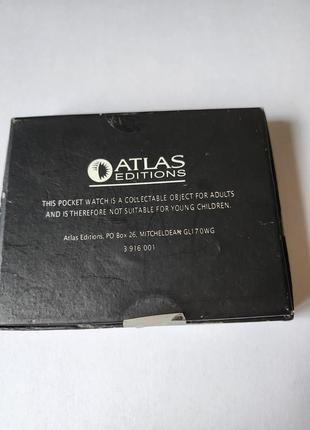 ATLAS
EDITIONS
THIS POCKET WATCH IS A COLLECTABLE OBJECT FOR ADULTS
AND IS THEREFORE NOT SUITABLE FOR YOUNG CHILDREN.
Atlas Editions, PO Box 26, MITCHELDEAN GL17 0WG
3 916 001